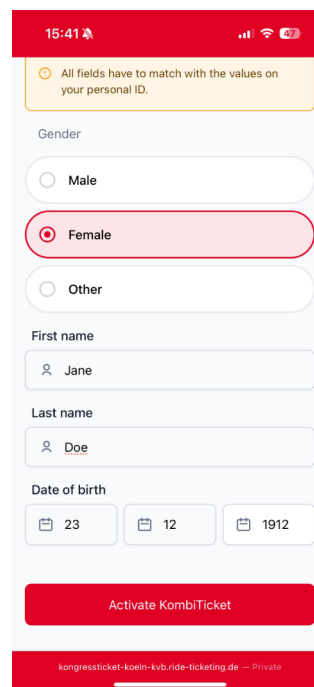 15:41
47
All fields have to match with the values on
your personal ID.
Gender
Male
Female
Other
First name
Jane
Last name
Doe
Date of birth
23 12 1912
Activate KombiTicket
kongressticket-koeln-kvb.ride-ticketing.de — Private